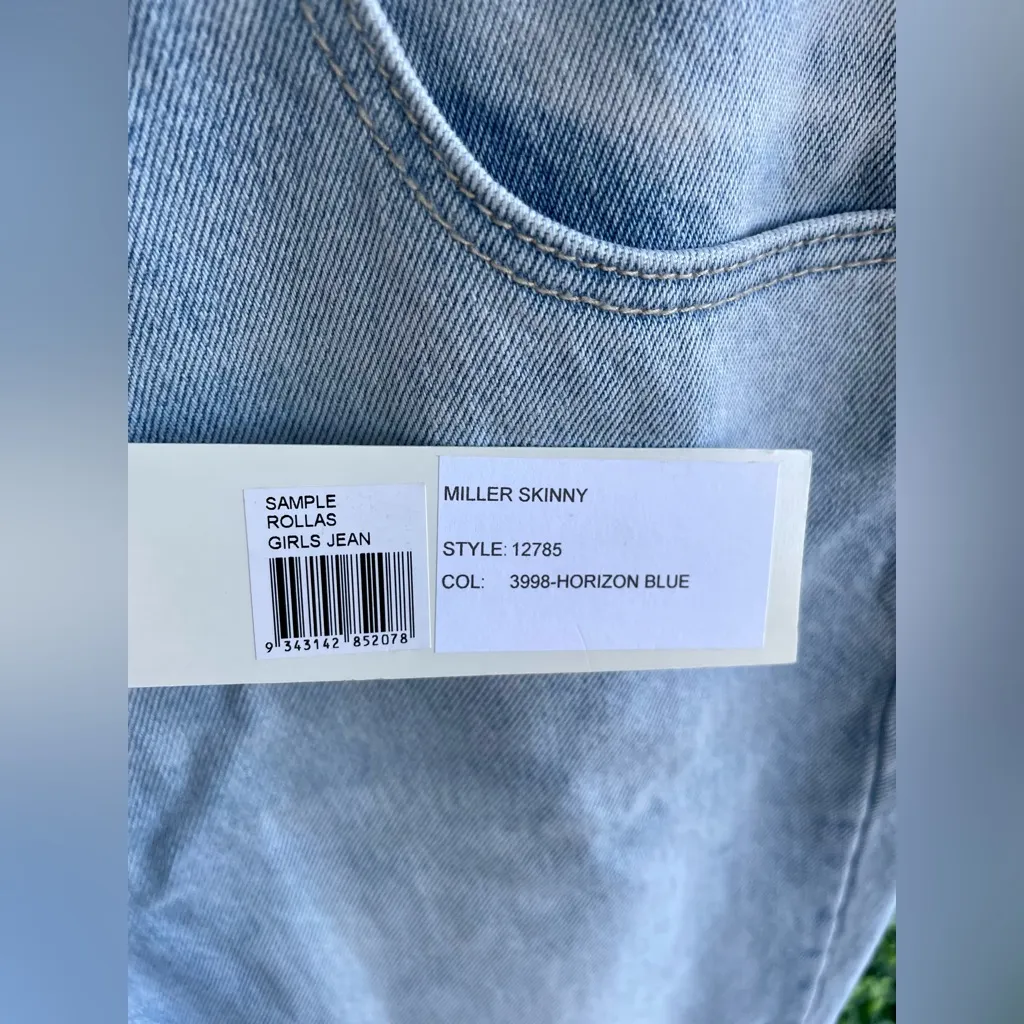 SAMPLE
ROLLAS
GIRLS JEAN
9 343142 852078
MILLER SKINNY
STYLE: 12785
COL: 3998-HORIZON BLUE